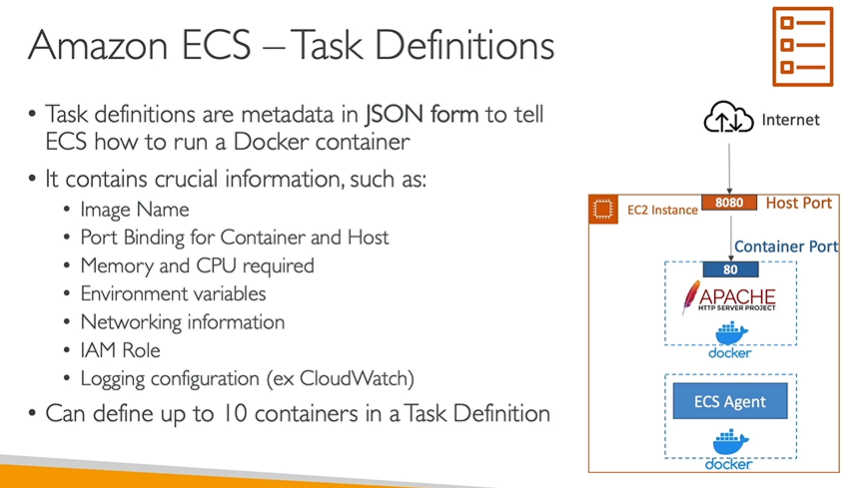 Amazon ECS – Task Definitions
• Task definitions are metadata in JSON form to tell
ECS how to run a Docker container
• It contains crucial information, such as:
• Image Name
• Port Binding for Container and Host
• Memory and CPU required
• Environment variables
• Networking information
• IAM Role
• Logging configuration (ex CloudWatch)
• Can define up to 10 containers in a Task Definition
Internet
EC2 Instance
8080
Host Port
Container Port
80
APACHE
HTTP SERVER PROJECT
docker
ECS Agent
docker